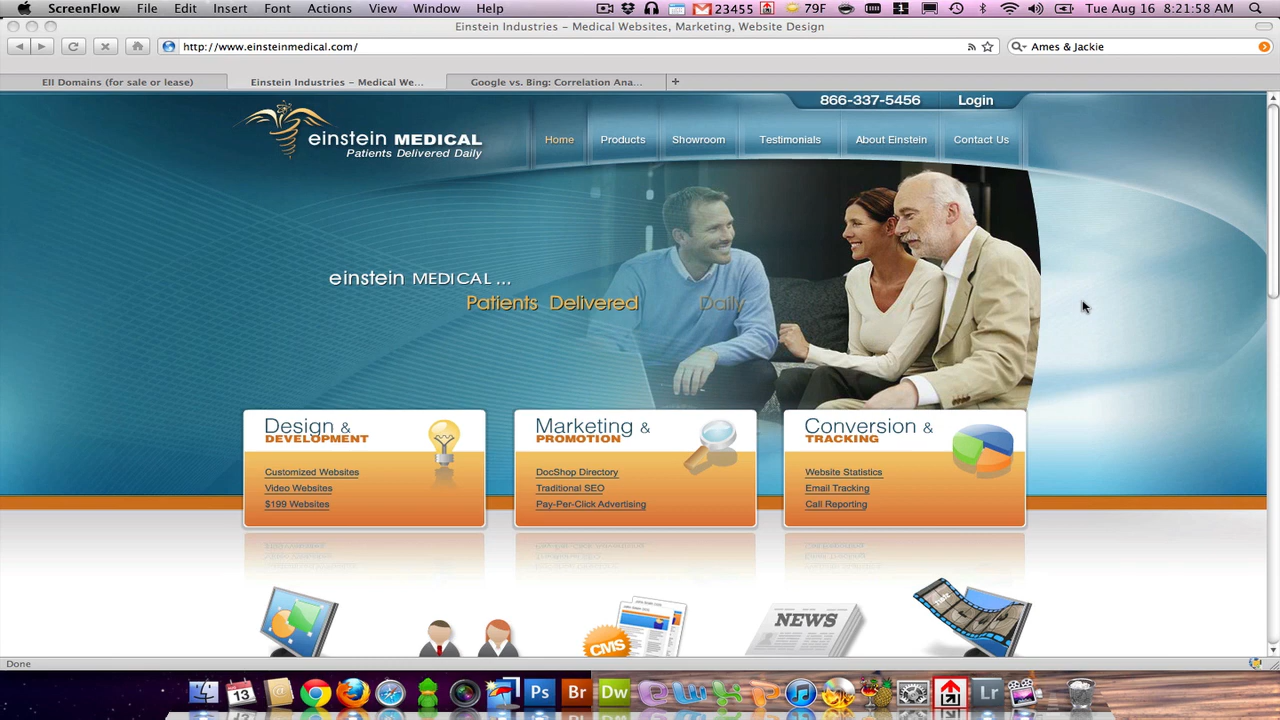 ScreenFlow File Edit Insert Font Actions View Window Help 23455 79F Tue Aug 16 8:21:58 AM
Einstein Industries – Medical Websites, Marketing, Website Design
http://www.einsteinmedical.com/ Ames & Jackie
EII Domains (for sale or lease) Einstein Industries – Medical We... Google vs. Bing: Correlation Ana... +
866-337-5456 Login
einstein MEDICAL
Patients Delivered Daily
Home Products Showroom Testimonials About Einstein Contact Us
einstein MEDICAL ...
Patients Delivered Daily
Design &
DEVELOPMENT
Customized Websites
Video Websites
$199 Websites
Marketing &
PROMOTION
DocShop Directory
Traditional SEO
Pay-Per-Click Advertising
Conversion &
TRACKING
Website Statistics
Email Tracking
Call Reporting
CMS
NEWS
Done
13
Ps Br Dw Lr